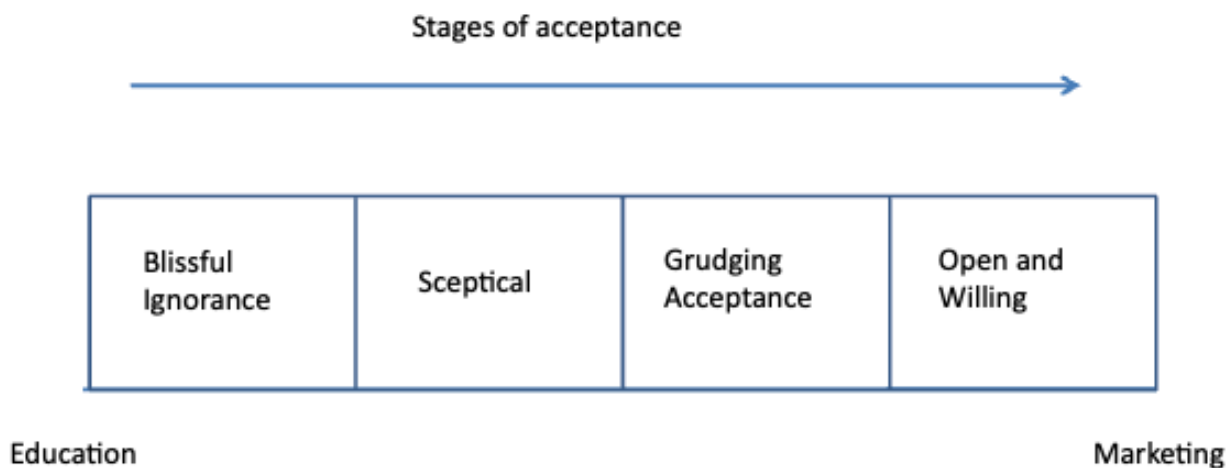 Stages of acceptance
Blissful
Ignorance
Sceptical
Grudging
Acceptance
Open and
Willing
Education
Marketing